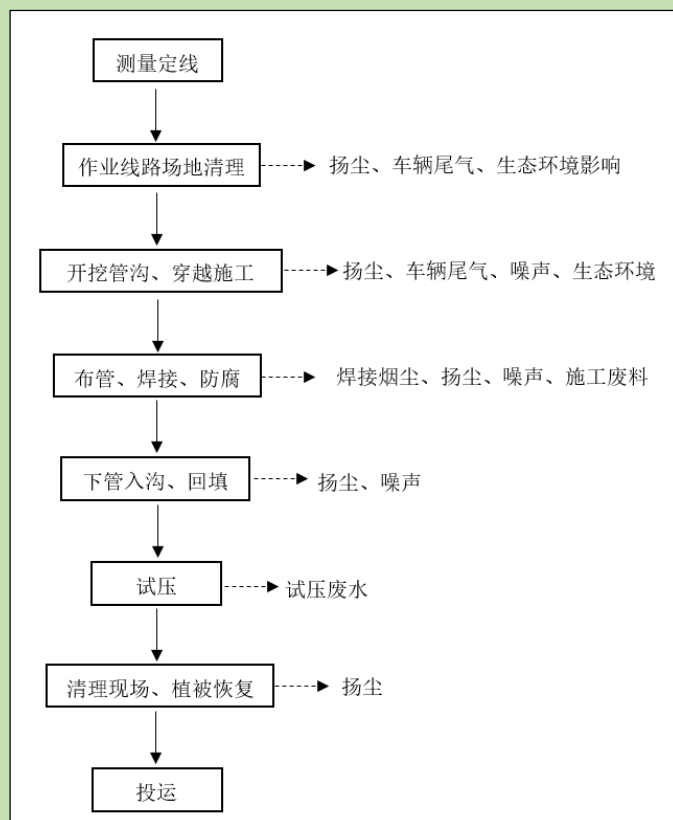 测量定线
作业线路场地清理
扬尘、车辆尾气、生态环境影响
开挖管沟、穿越施工
扬尘、车辆尾气、噪声、生态环境
布管、焊接、防腐
焊接烟尘、扬尘、噪声、施工废料
下管入沟、回填
扬尘、噪声
试压
试压废水
清理现场、植被恢复
扬尘
投运